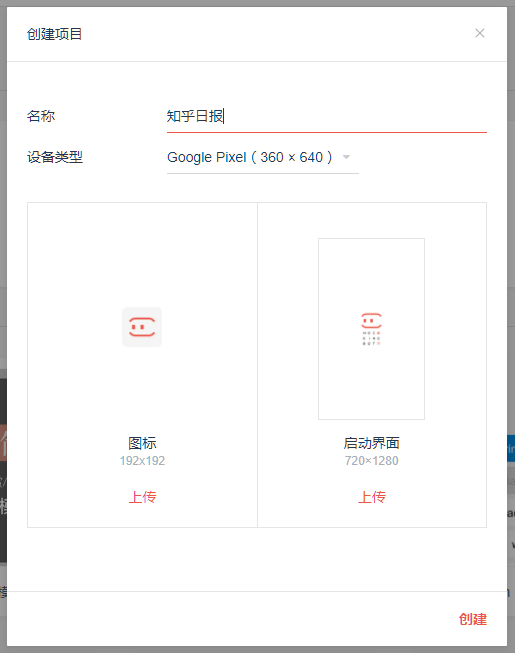 创建项目
×
名称
知乎日报
设备类型
Google Pixel ( 360 × 640 )
图标
192x192
上传
启动界面
720×1280
上传
创建